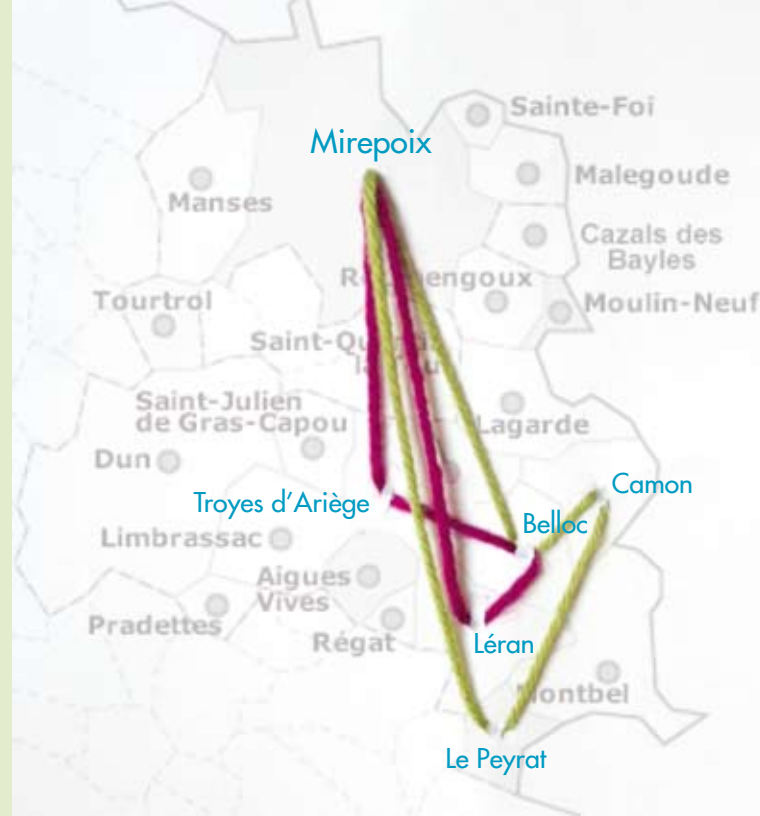 Sainte-Foi
Mirepoix
Malegoude
Manses
Cazals des
Bayles
Tourtrol
Moulin-Neuf
Saint-Julien
de Gras-Capou
Lagarde
Dun
Camon
Troyes d'Ariège
Belloc
Limbrassac
Aigues
Vives
Pradettes
Régat
Léran
Le Peyrat